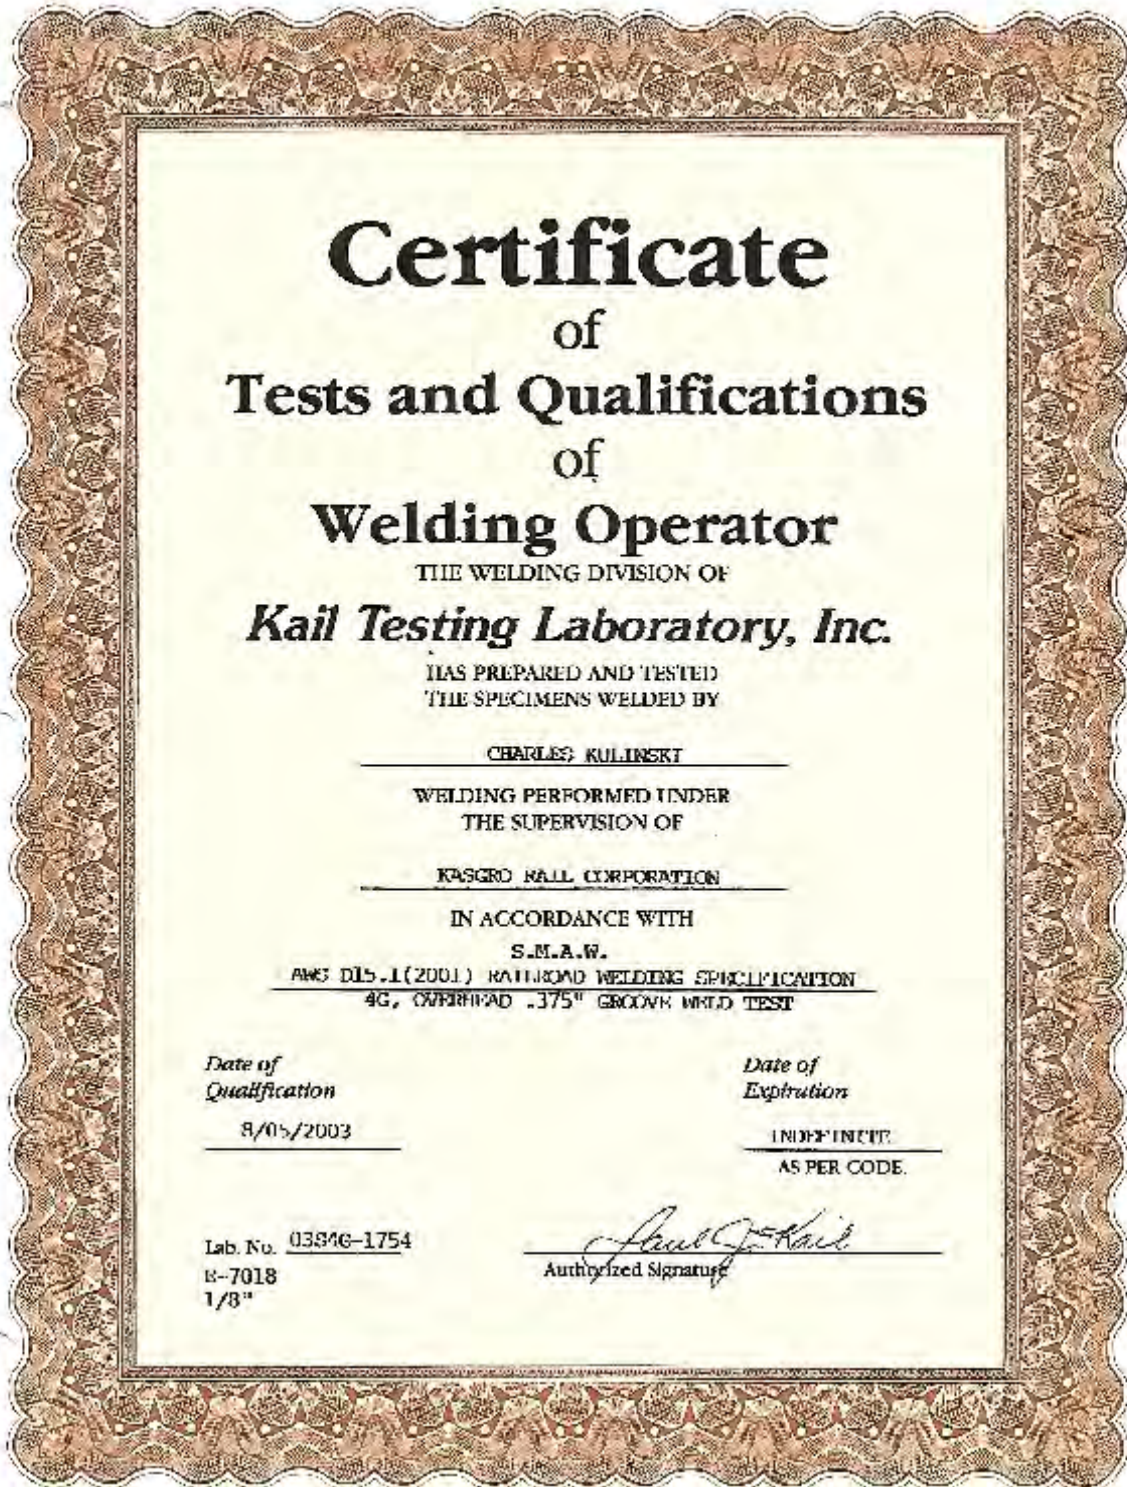 Certificate
of
Tests and Qualifications
of
Welding Operator
THE WELDING DIVISION OF
Kail Testing Laboratory, Inc.
HAS PREPARED AND TESTED
THE SPECIMENS WELDED BY
CHARLES KULINSKI
WELDING PERFORMED UNDER
THE SUPERVISION OF
KASGRO RAIL CORPORATION
IN ACCORDANCE WITH
S.M.A.W.
AWS D15.1(2001) RAILROAD WELDING SPECIFICATION
4G, OVERHEAD .375" GROOVE WELD TEST
Date of
Qualification
8/05/2003
Date of
Expiration
INDEFINITE
AS PER CODE.
Lab. No. 03S4G-1754
E-7018
1/8"
Paul J. Kail
Authorized Signature